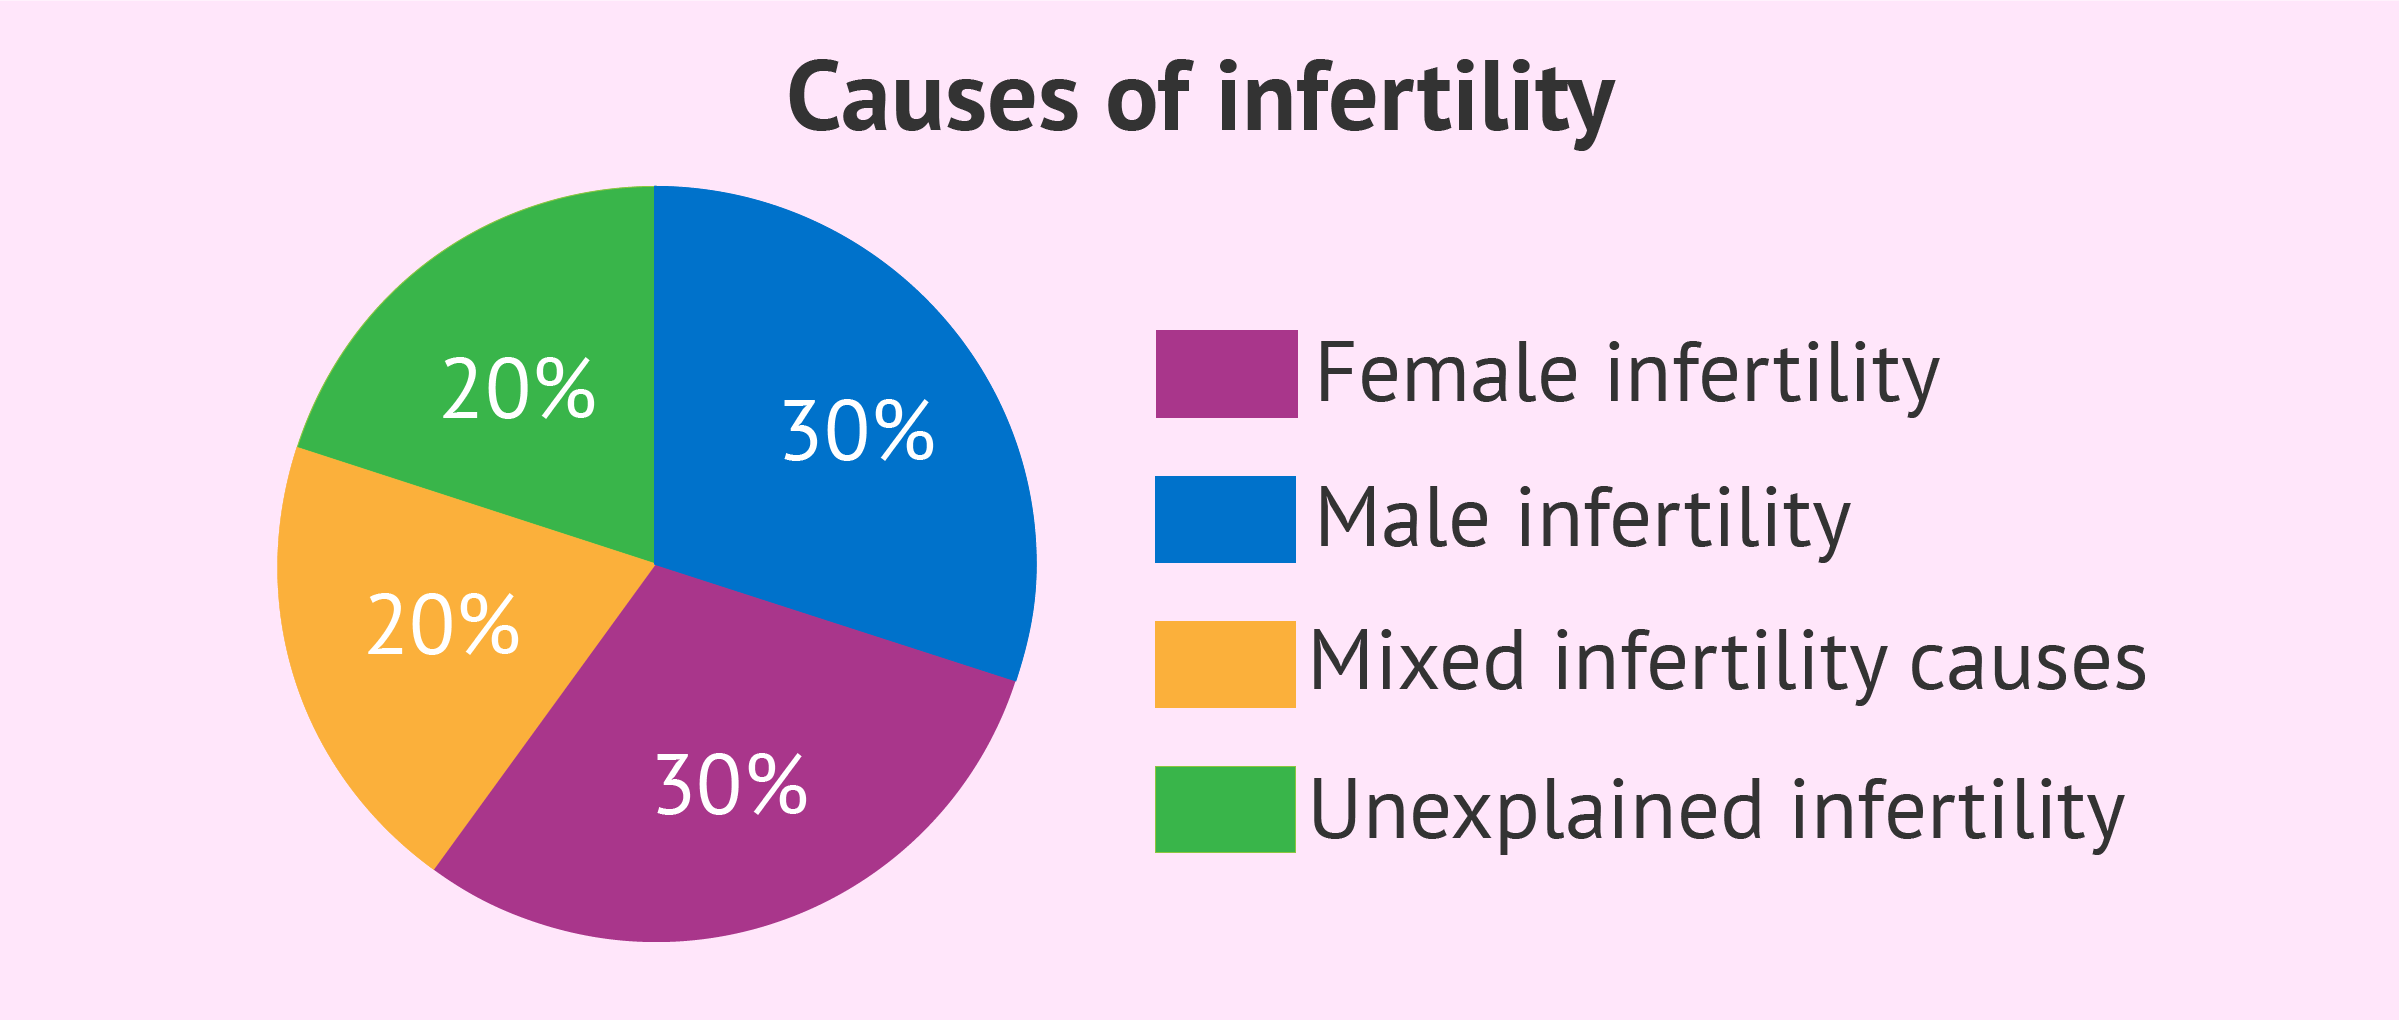 Causes of infertility
20%
30%
20%
30%
Female infertility
Male infertility
Mixed infertility causes
Unexplained infertility